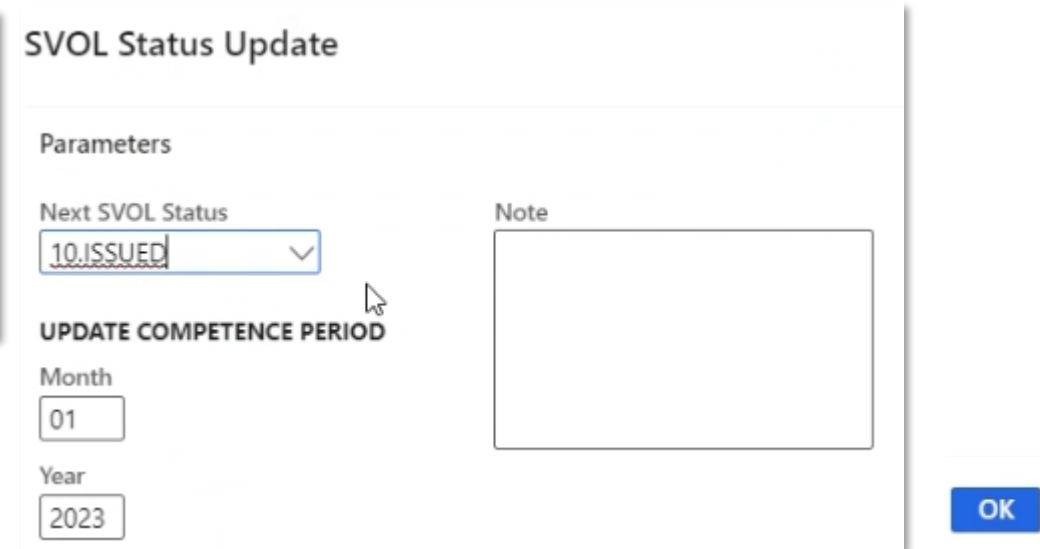 SVOL Status Update
Parameters
Next SVOL Status
10.ISSUED
Note
UPDATE COMPETENCE PERIOD
Month
01
Year
2023
OK